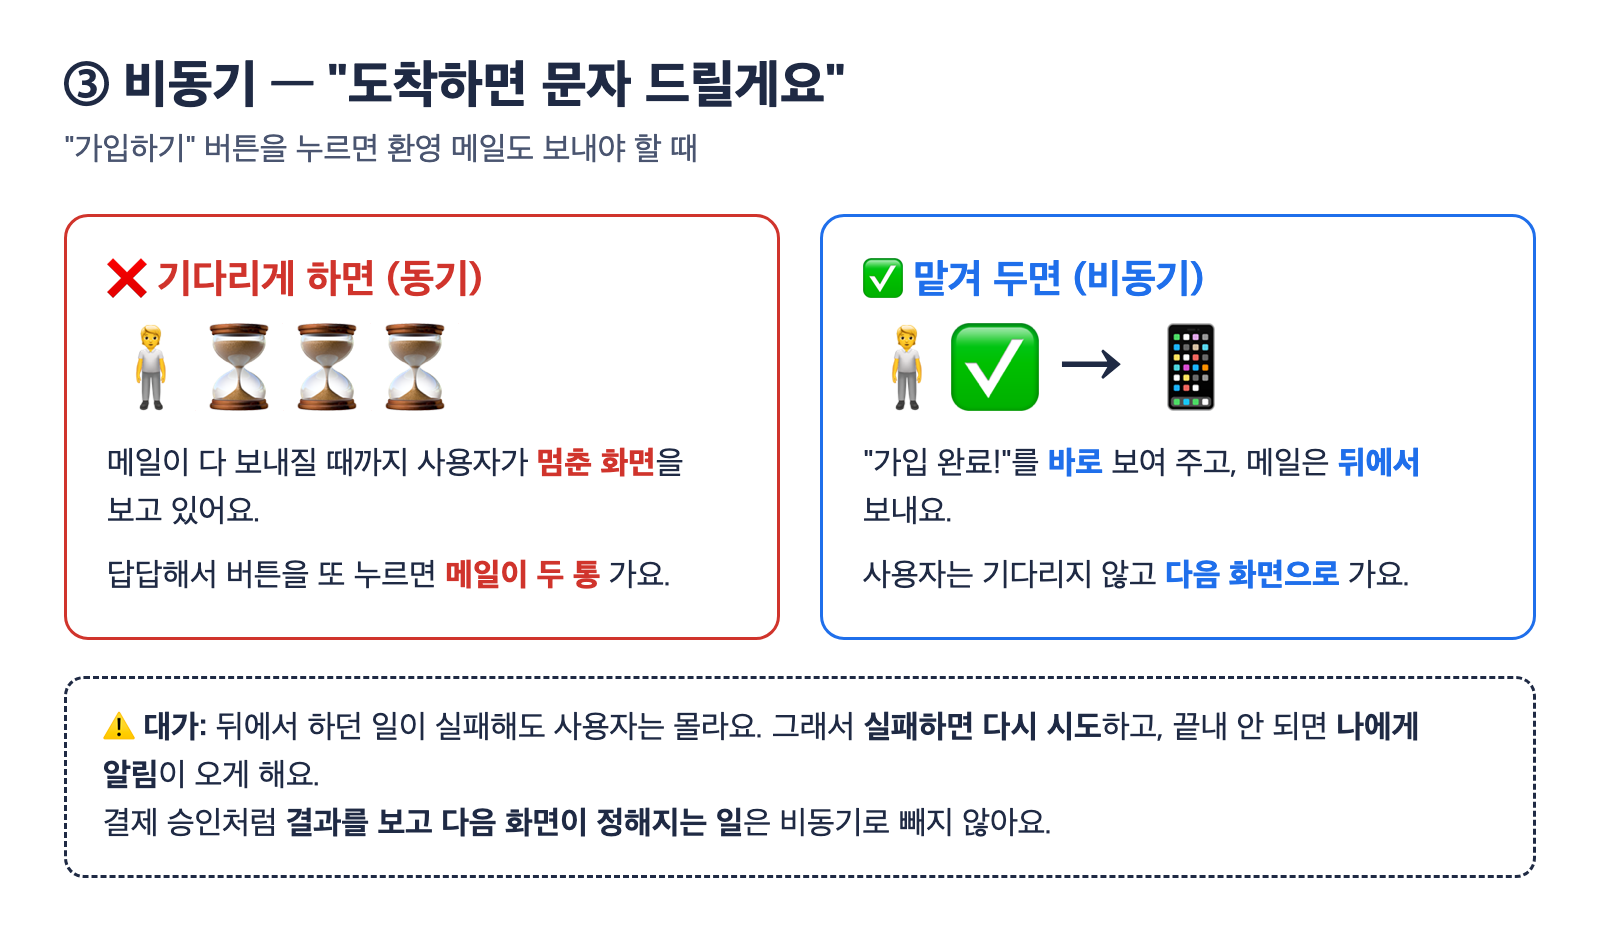 ③ 비동기 — "도착하면 문자 드릴게요"
"가입하기" 버튼을 누르면 환영 메일도 보내야 할 때
❌ 기다리게 하면 (동기)
메일이 다 보내질 때까지 사용자가 멈춘 화면을
보고 있어요.
답답해서 버튼을 또 누르면 메일이 두 통 가요.
✅ 맡겨 두면 (비동기)
→
"가입 완료!"를 바로 보여 주고, 메일은 뒤에서
보내요.
사용자는 기다리지 않고 다음 화면으로 가요.
⚠️ 대가: 뒤에서 하던 일이 실패해도 사용자는 몰라요. 그래서 실패하면 다시 시도하고, 끝내 안 되면 나에게
알림이 오게 해요.
결제 승인처럼 결과를 보고 다음 화면이 정해지는 일은 비동기로 빼지 않아요.